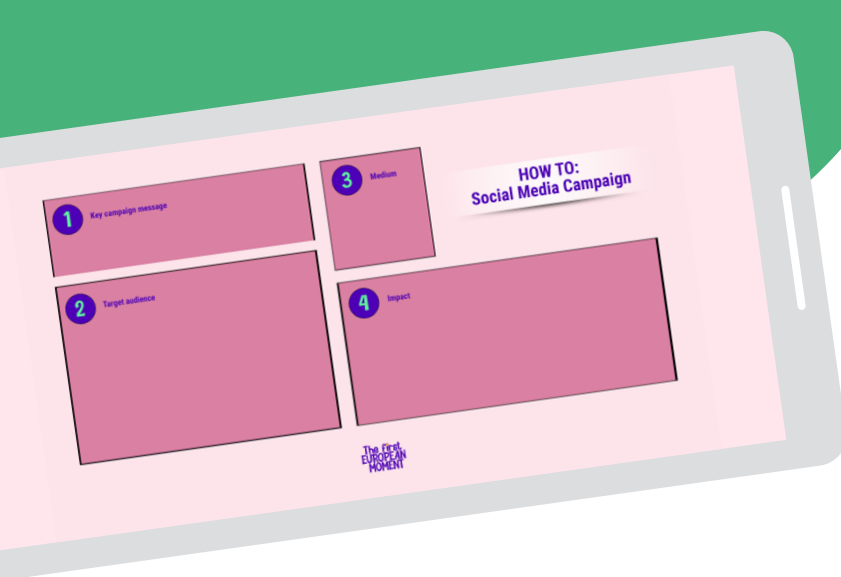 1 Key campaign message
2 Target audience
3 Medium
HOW TO:
Social Media Campaign
4 Impact
The first
EUROPEAN
MOMENT